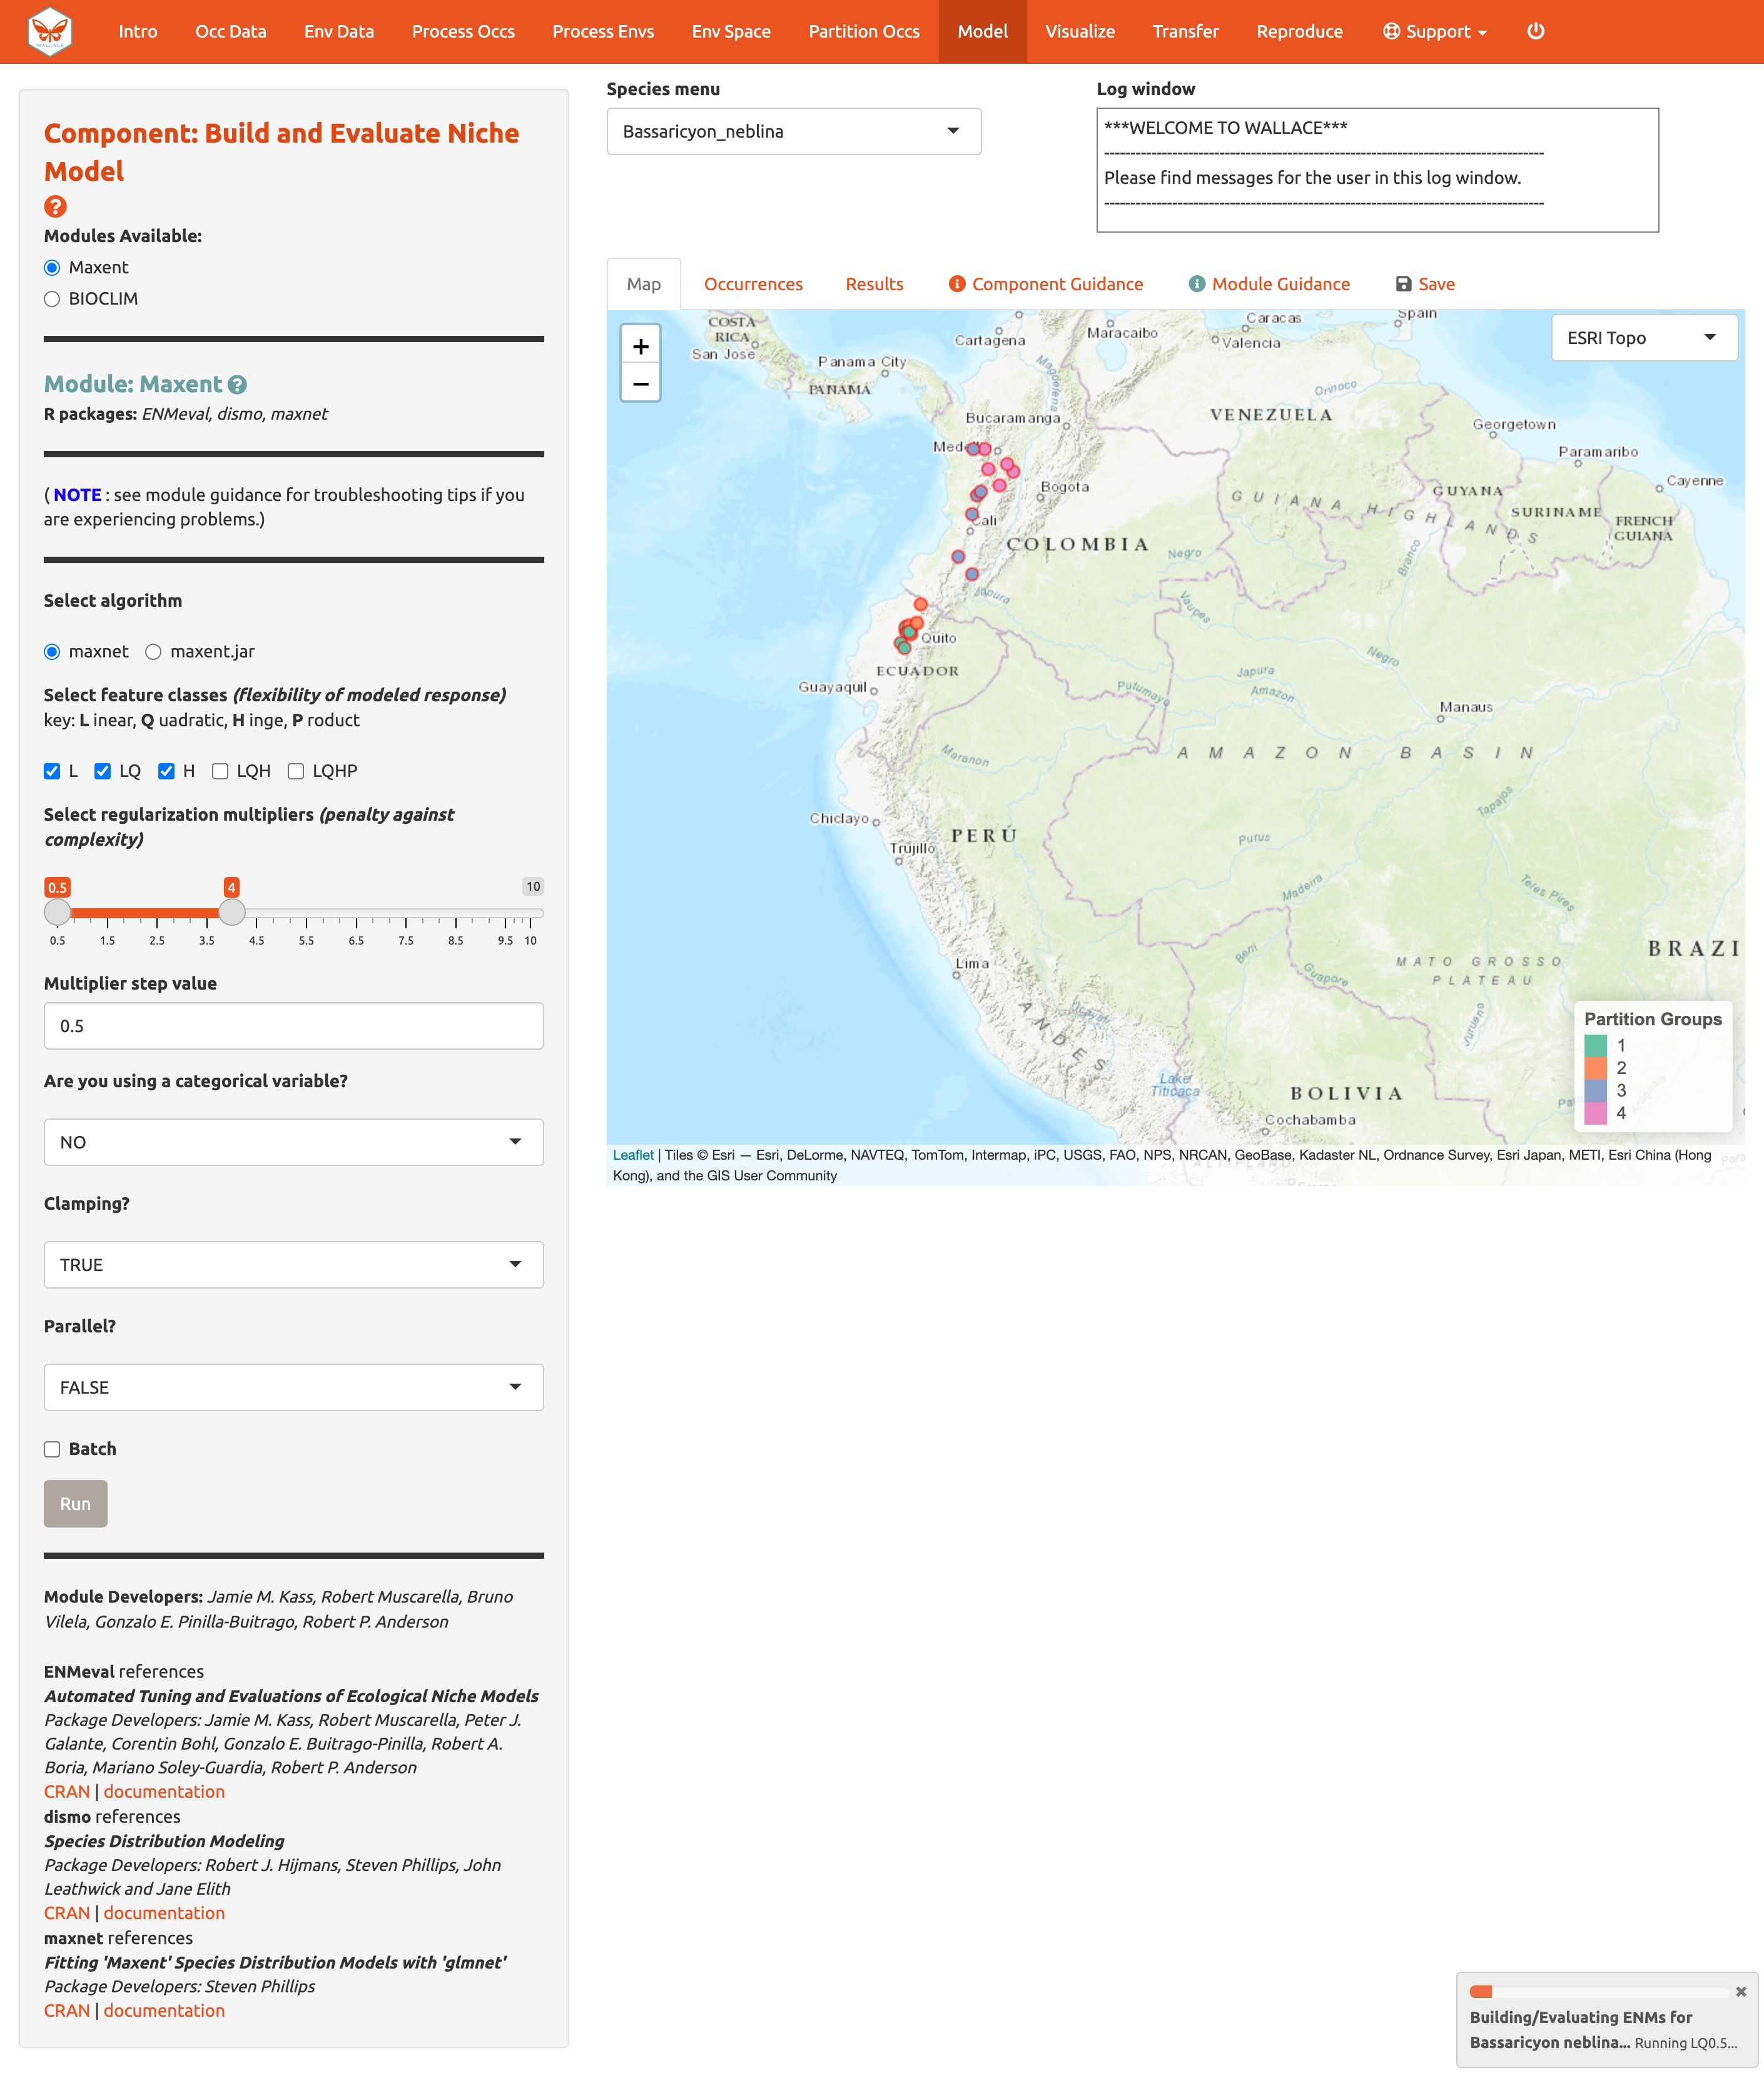 WALLACE
Intro
Occ Data
Env Data
Process Occs
Process Envs
Env Space
Partition Occs
Model
Visualize
Transfer
Reproduce
Support
Component: Build and Evaluate Niche
Model
?
Modules Available:
Maxent
BIOCLIM
Module: Maxent ?
R packages: ENMeval, dismo, maxnet
( NOTE : see module guidance for troubleshooting tips if you
are experiencing problems.)
Select algorithm
maxnet maxent.jar
Select feature classes (flexibility of modeled response)
key: L inear, Q uadratic, H inge, P roduct
L LQ H LQH LQHP
Select regularization multipliers (penalty against
complexity)
0.5 4 10
0.5 1.5 2.5 3.5 4.5 5.5 6.5 7.5 8.5 9.5 10
Multiplier step value
0.5
Are you using a categorical variable?
NO
Clamping?
TRUE
Parallel?
FALSE
Batch
Run
Module Developers: Jamie M. Kass, Robert Muscarella, Bruno
Vilela, Gonzalo E. Pinilla-Buitrago, Robert P. Anderson
ENMeval references
Automated Tuning and Evaluations of Ecological Niche Models
Package Developers: Jamie M. Kass, Robert Muscarella, Peter J.
Galante, Corentin Bohl, Gonzalo E. Buitrago-Pinilla, Robert A.
Boria, Mariano Soley-Guardia, Robert P. Anderson
CRAN | documentation
dismo references
Species Distribution Modeling
Package Developers: Robert J. Hijmans, Steven Phillips, John
Leathwick and Jane Elith
CRAN | documentation
maxnet references
Fitting 'Maxent' Species Distribution Models with 'glmnet'
Package Developers: Steven Phillips
CRAN | documentation
Species menu
Bassaricyon_neblina
Log window
***WELCOME TO WALLACE***
Please find messages for the user in this log window.
Map
Occurrences
Results
Component Guidance
Module Guidance
Save
+
−
ESRI Topo
COSTA
RICA
San Jose
Panama City
PANAMÁ
Cartagena
Maracaibo
Caracas
Valencia
Spain
Magdelena
Orinoco
Bucaramanga
VENEZUELA
Georgetown
Paramaribo
Cayenne
Bogota
GUIANA HIGHLANDS
GUYANA
SURINAME
FRENCH
GUIANA
Cali
COLOMBIA
Negro
Branco
Japura
Vaupes
Quito
ECUADOR
Guayaquil
Putumayo
Japura
Amazon
Negro
Manaus
Maranon
AMAZON BASIN
Tapajos
Chiclayo
PERÚ
Trujillo
Purus
Madeira
Teles Pires
Lima
Beni
Guapore
BRAZI
MATO GROSSO
PLATEAU
Juruena
ANDES
Ucayali
Lake
Titicaca
BOLIVIA
Cochabamba
ALTIPLANO
Partition Groups
1
2
3
4
Leaflet | Tiles © Esri — Esri, DeLorme, NAVTEQ, TomTom, Intermap, iPC, USGS, FAO, NPS, NRCAN, GeoBase, Kadaster NL, Ordnance Survey, Esri Japan, METI, Esri China (Hong
Kong), and the GIS User Community
Building/Evaluating ENMs for
Bassaricyon neblina... Running LQ0.5...